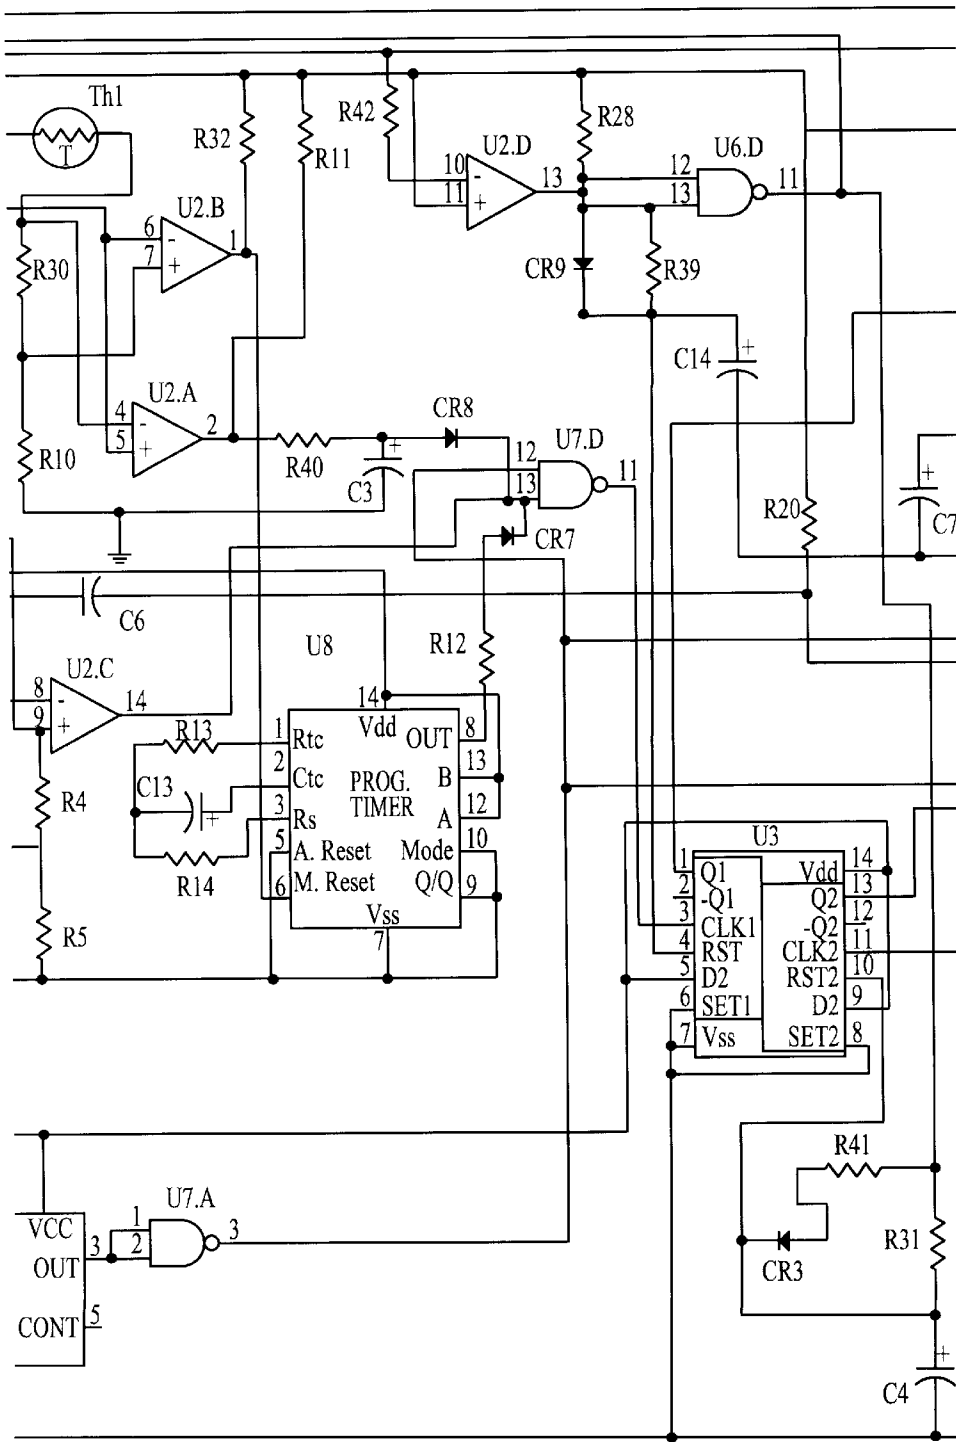 Th1
R32
R11
R42
U2.D
10 -
11 +
13
R28
U6.D
12
13
11
U2.B
6 -
7 +
1
R30
CR9
R39
C14
+
U2.A
4 -
5 +
2
R10
R40
C3
+
CR8
U7.D
12
13
11
CR7
R20
C7
+
T
C6
U8
R12
U2.C
8 -
9 +
14
R4
R5
R13
C13
+
R14
14
Vdd
1 Rtc
2 Ctc
3 Rs
5 A. Reset
6 M. Reset
PROG.
TIMER
OUT 8
B 13
A 12
Mode 10
Q/Q 9
Vss
7
U3
1 Q1
2 -Q1
3 CLK1
4 RST
5 D2
6 SET1
7 Vss
Vdd 14
Q2 13
-Q2 12
CLK2 11
RST2 10
D2 9
SET2 8
R41
CR3
R31
C4
+
VCC
OUT 3
CONT 5
U7.A
1
2
3